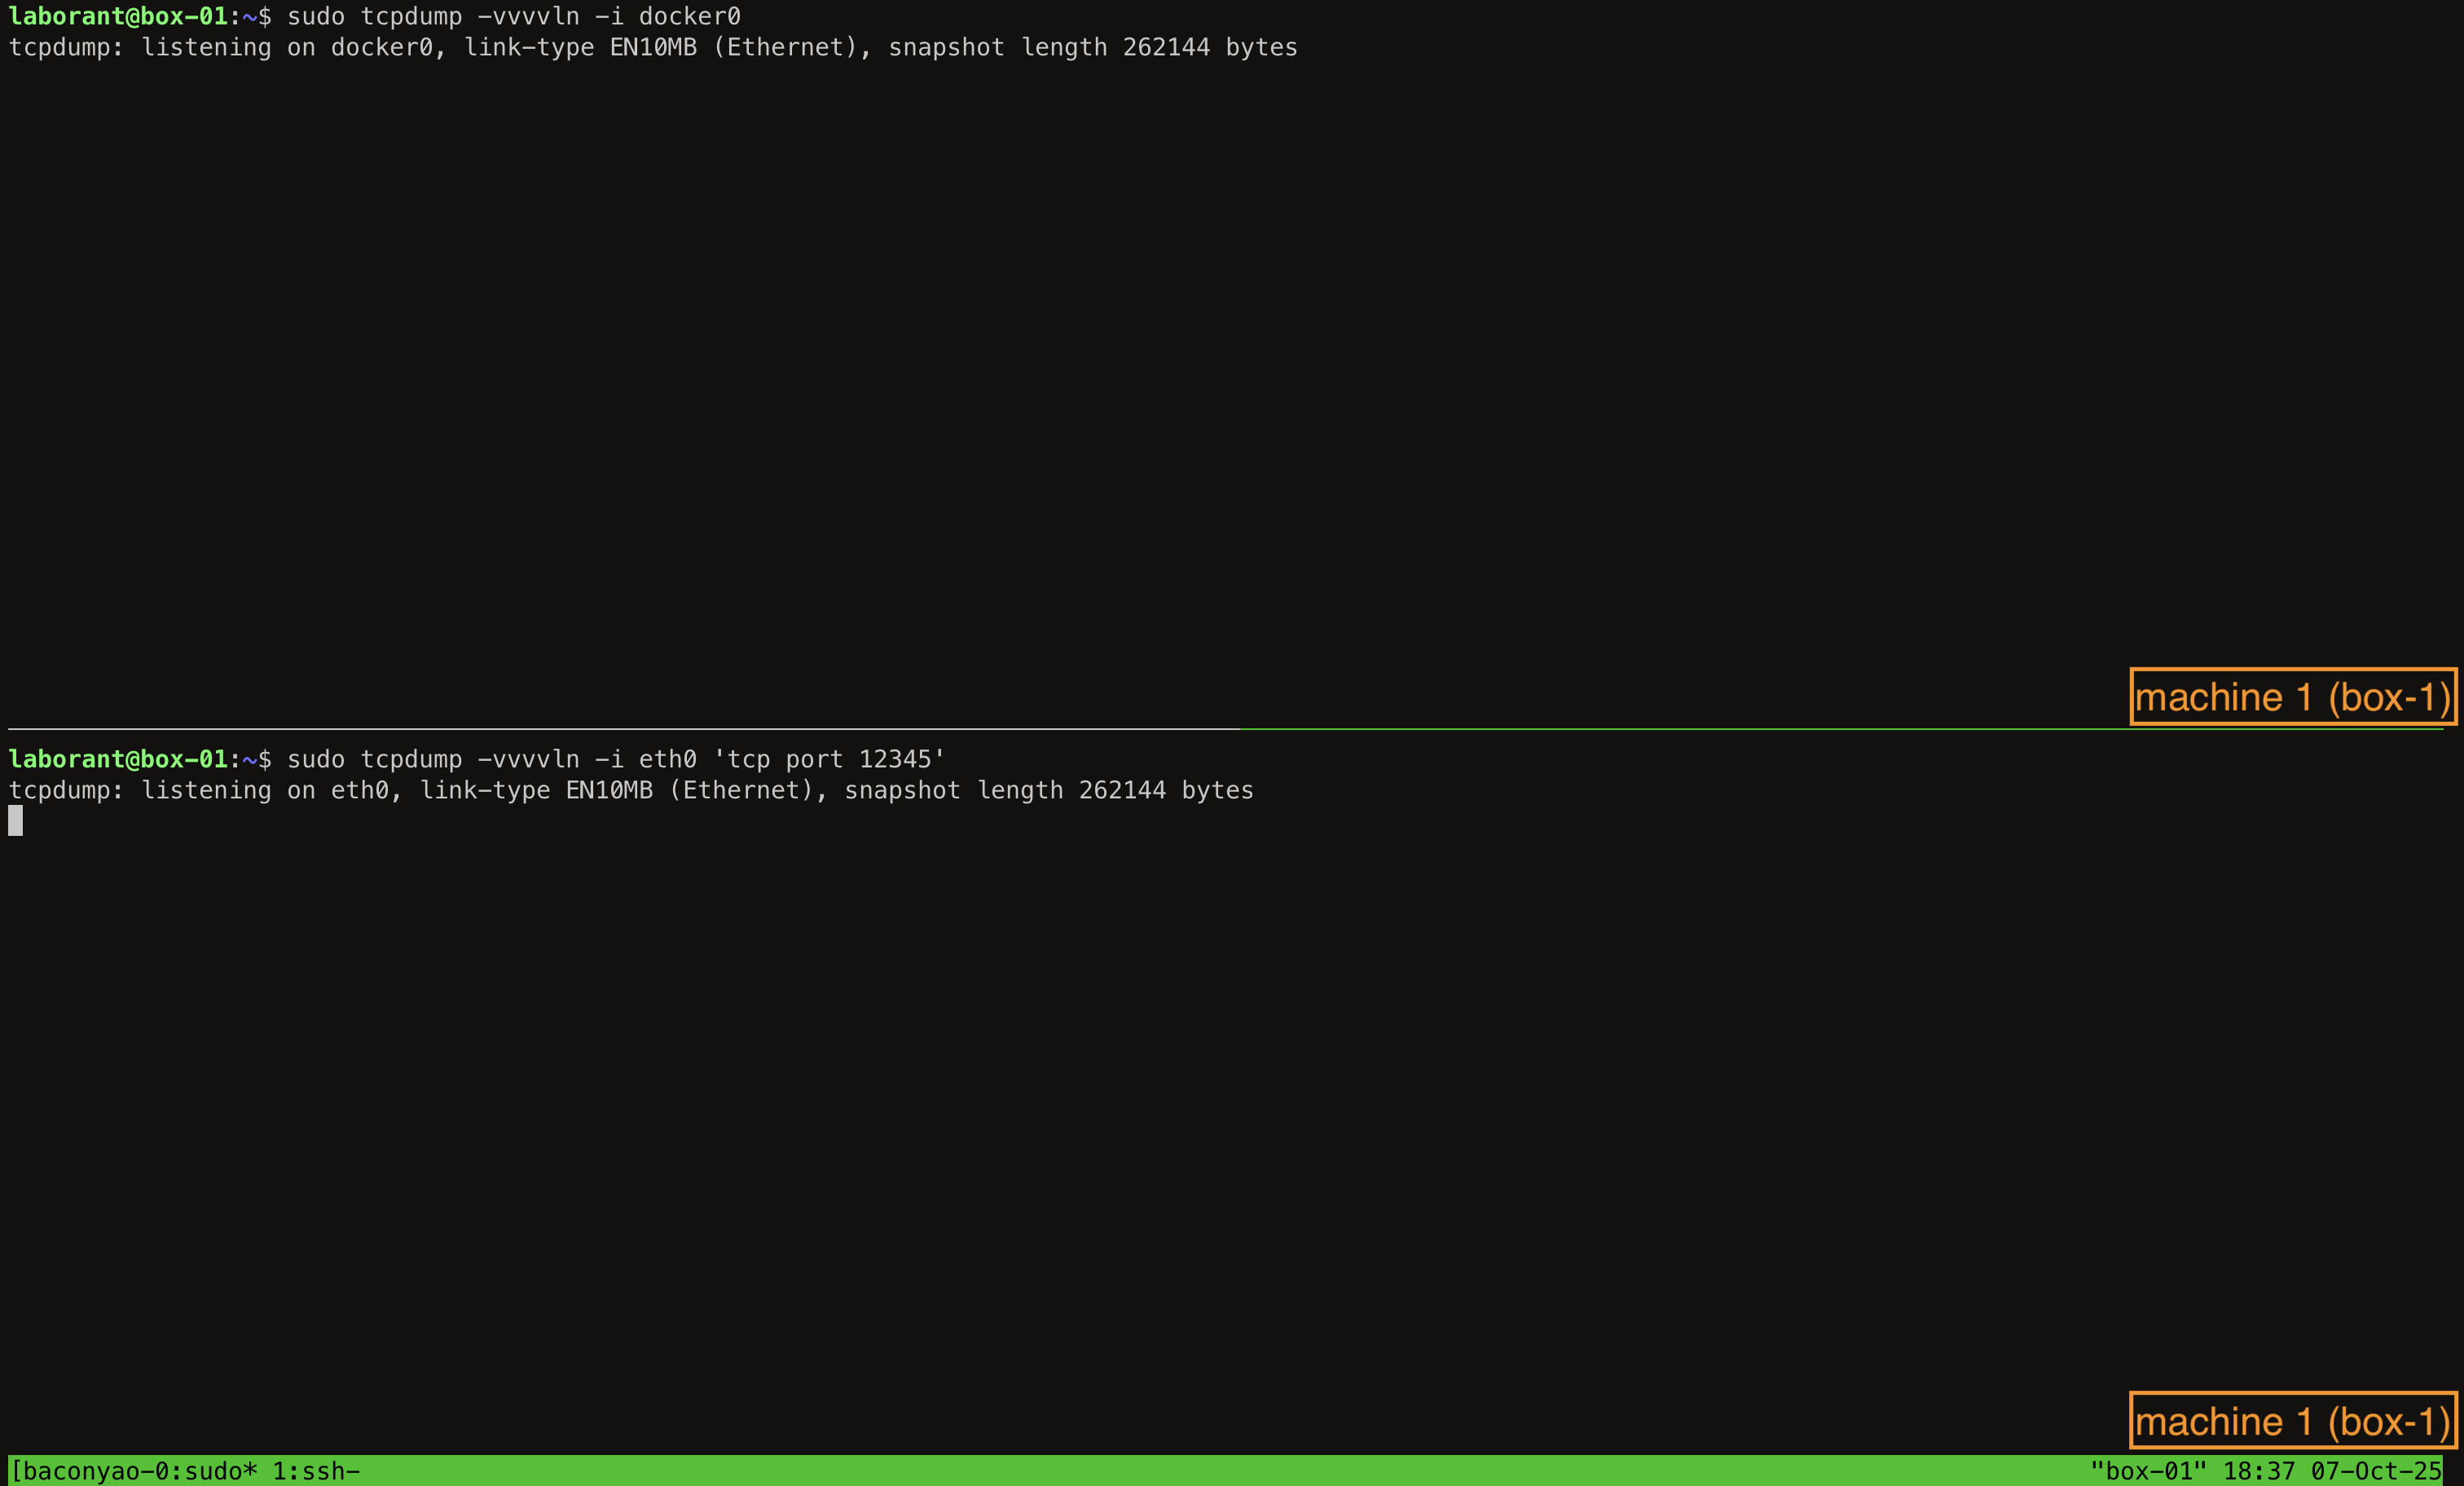 laborant@box-01:~$ sudo tcpdump -vvvvln -i docker0
tcpdump: listening on docker0, link-type EN10MB (Ethernet), snapshot length 262144 bytes
machine 1 (box-1)
laborant@box-01:~$ sudo tcpdump -vvvvln -i eth0 'tcp port 12345'
tcpdump: listening on eth0, link-type EN10MB (Ethernet), snapshot length 262144 bytes
machine 1 (box-1)
[baconyao-0:sudo* 1:ssh- "box-01" 18:37 07-Oct-25